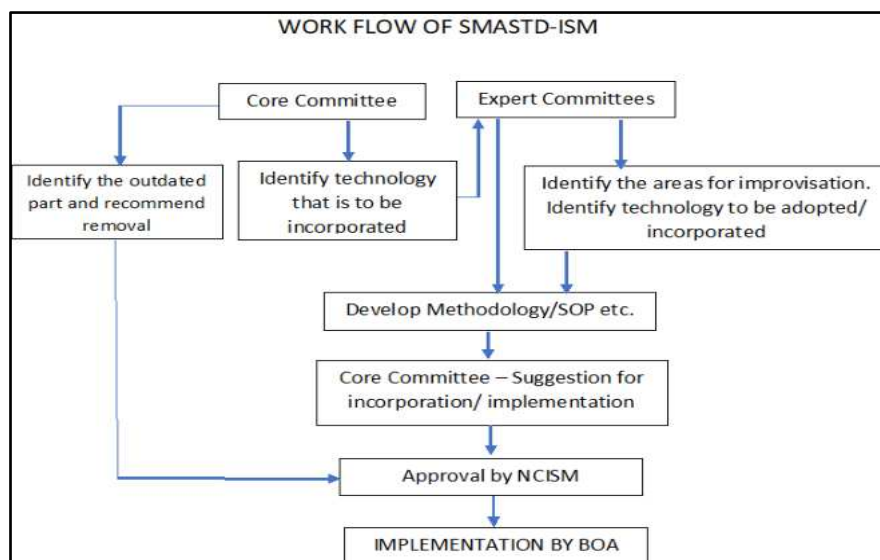 WORK FLOW OF SMASTD-ISM
Core Committee
Expert Committees
Identify the outdated
part and recommend
removal
Identify technology
that is to be
incorporated
Identify the areas for improvisation.
Identify technology to be adopted/
incorporated
Develop Methodology/SOP etc.
Core Committee – Suggestion for
incorporation/ implementation
Approval by NCISM
IMPLEMENTATION BY BOA